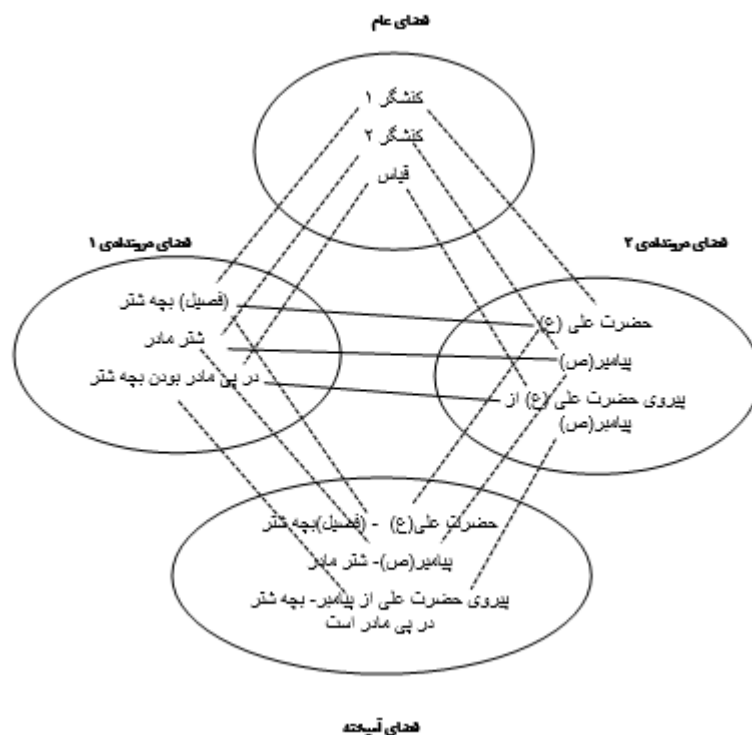 فضای عام
کنشگر ۱
کنشگر ۲
قیاس
فضای درونداد‌ی ۲
فضای دروندادی ۱
(فصیل) بچه شتر
شتر مادر
در پی مادر بودن بچه شتر
حضرت علی (ع)
پیامبر(ص)
پیروی حضرت علی (ع) از
پیامبر(ص)
حضرت علی(ع) - (فصیل)بچه شتر
پیامبر(ص)- شتر مادر
پیروی حضرت علی از پیامبر- بچه شتر
در پی مادر است
فضای آمیخته